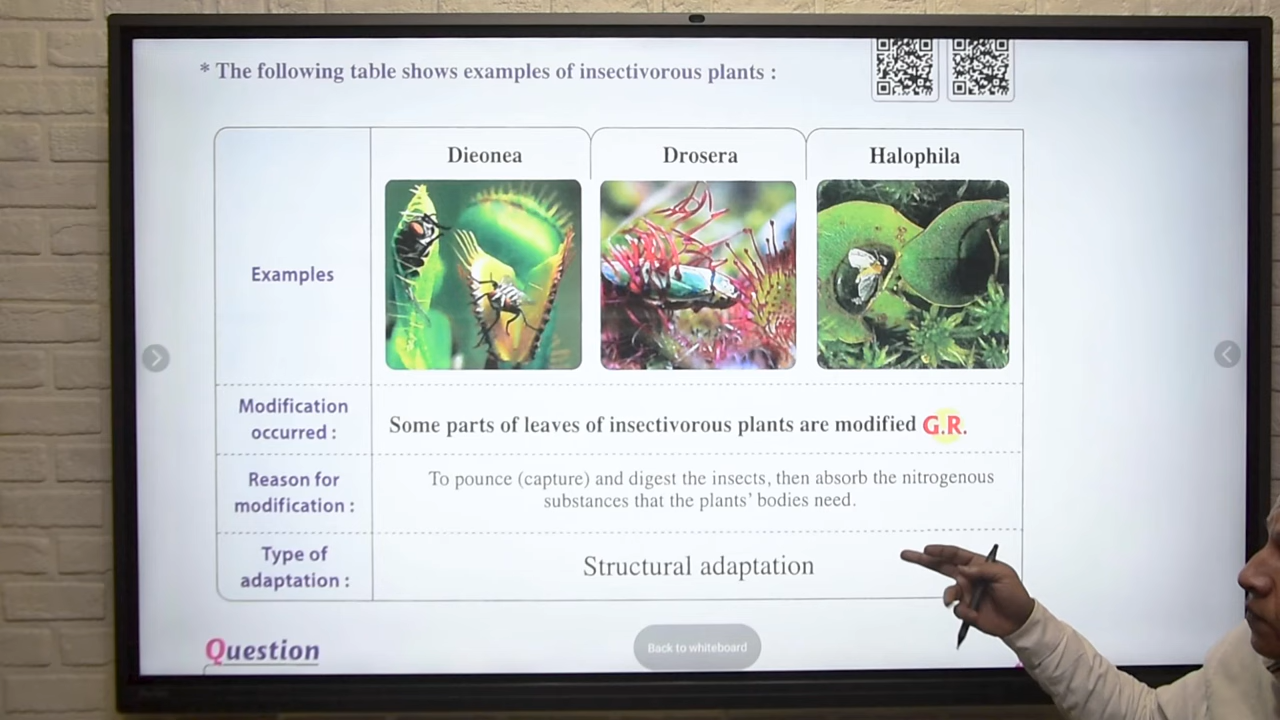 * The following table shows examples of insectivorous plants :
Dieonea
Drosera
Halophila
Examples
Modification
occurred :
Some parts of leaves of insectivorous plants are modified G.R.
Reason for
modification :
To pounce (capture) and digest the insects, then absorb the nitrogenous
substances that the plants' bodies need.
Type of
adaptation :
Structural adaptation
Question
Back to whiteboard